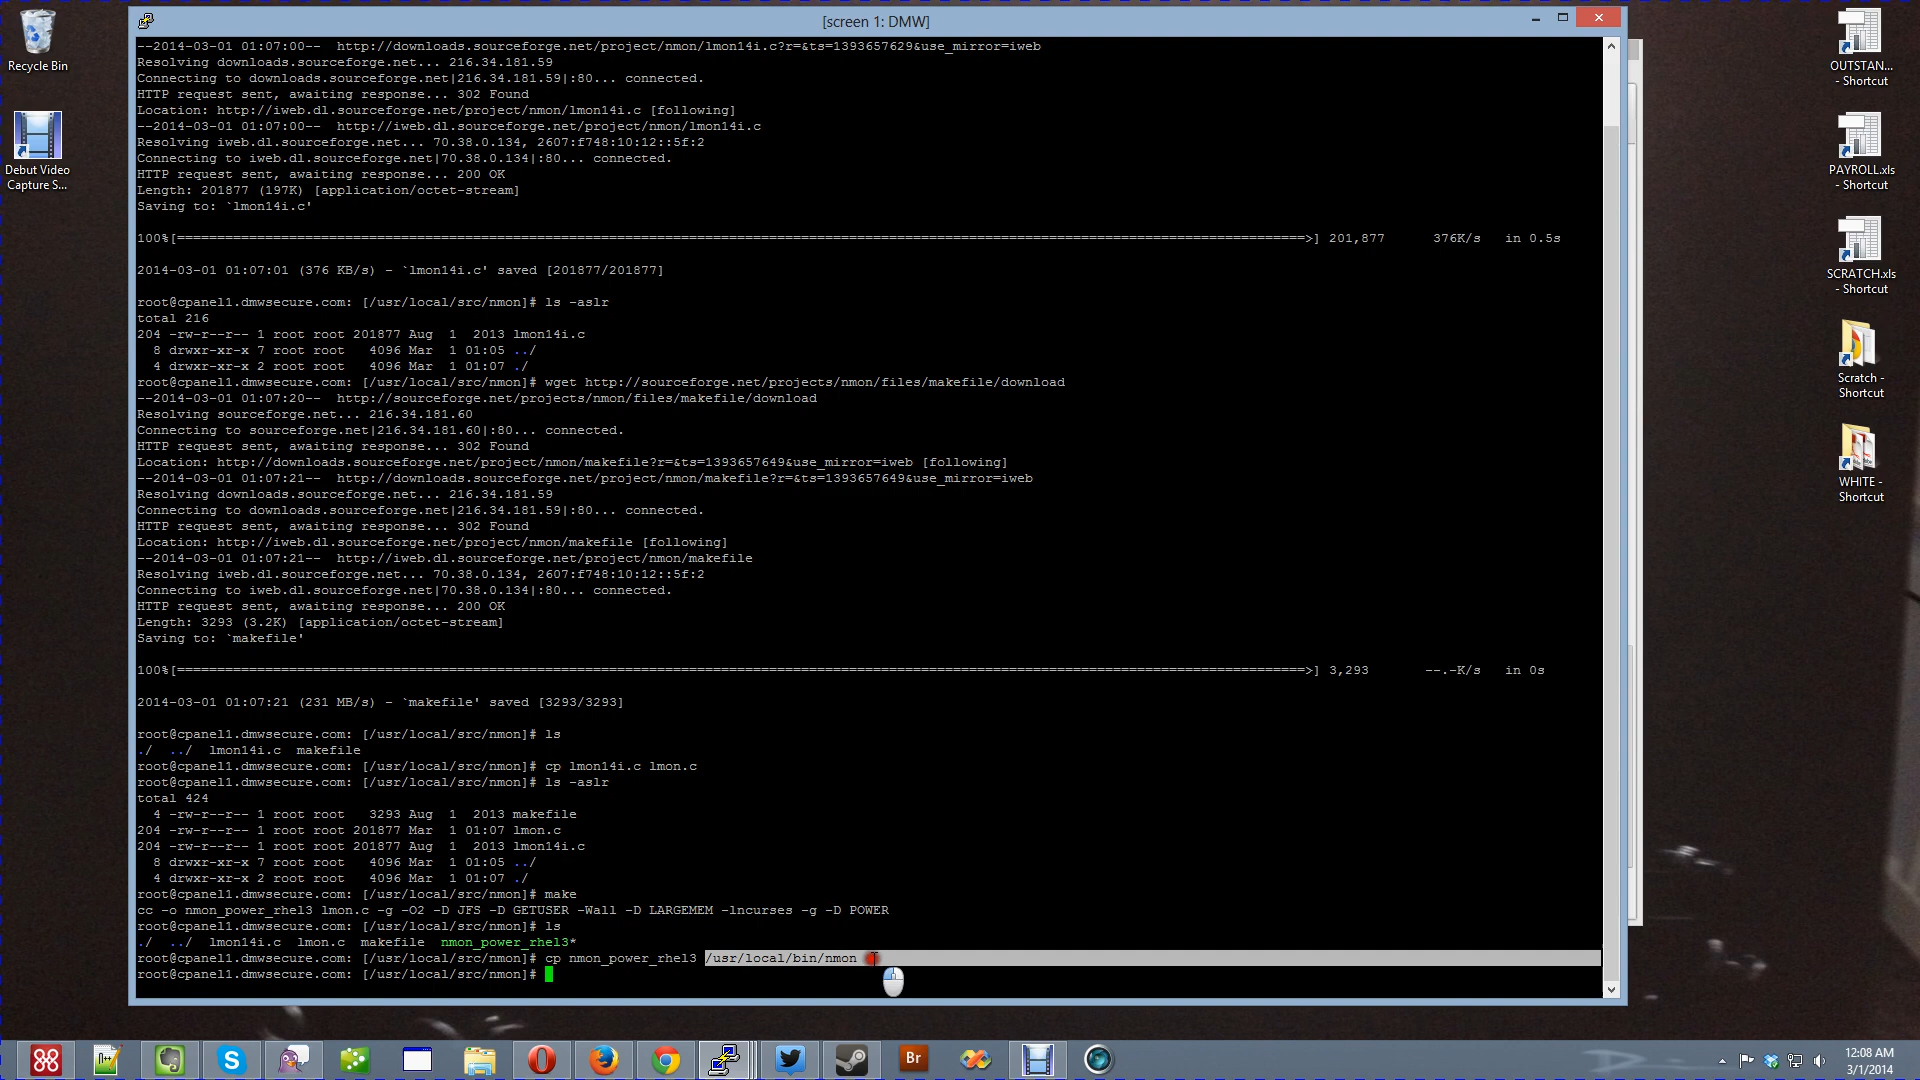 [screen 1: DMW]
Recycle Bin
Debut Video
Capture S...
OUTSTAN...
- Shortcut
PAYROLL.xls
- Shortcut
SCRATCH.xls
- Shortcut
Scratch -
Shortcut
WHITE -
Shortcut
--2014-03-01 01:07:00--  http://downloads.sourceforge.net/project/nmon/lmon14i.c?r=&ts=1393657629&use_mirror=iweb
Resolving downloads.sourceforge.net... 216.34.181.59
Connecting to downloads.sourceforge.net|216.34.181.59|:80... connected.
HTTP request sent, awaiting response... 302 Found
Location: http://iweb.dl.sourceforge.net/project/nmon/lmon14i.c [following]
--2014-03-01 01:07:00--  http://iweb.dl.sourceforge.net/project/nmon/lmon14i.c
Resolving iweb.dl.sourceforge.net... 70.38.0.134, 2607:f748:10:12::5f:2
Connecting to iweb.dl.sourceforge.net|70.38.0.134|:80... connected.
HTTP request sent, awaiting response... 200 OK
Length: 201877 (197K) [application/octet-stream]
Saving to: `lmon14i.c'
100%[=================================================>] 201,877      376K/s   in 0.5s
2014-03-01 01:07:01 (376 KB/s) - `lmon14i.c' saved [201877/201877]
root@cpanel1.dmwsecure.com: [/usr/local/src/nmon]# ls -aslr
total 216
204 -rw-r--r-- 1 root root 201877 Aug  1  2013 lmon14i.c
  8 drwxr-xr-x 7 root root   4096 Mar  1 01:05 ../
  4 drwxr-xr-x 2 root root   4096 Mar  1 01:07 ./
root@cpanel1.dmwsecure.com: [/usr/local/src/nmon]# wget http://sourceforge.net/projects/nmon/files/makefile/download
--2014-03-01 01:07:20--  http://sourceforge.net/projects/nmon/files/makefile/download
Resolving sourceforge.net... 216.34.181.60
Connecting to sourceforge.net|216.34.181.60|:80... connected.
HTTP request sent, awaiting response... 302 Found
Location: http://downloads.sourceforge.net/project/nmon/makefile?r=&ts=1393657649&use_mirror=iweb [following]
--2014-03-01 01:07:21--  http://downloads.sourceforge.net/project/nmon/makefile?r=&ts=1393657649&use_mirror=iweb
Resolving downloads.sourceforge.net... 216.34.181.59
Connecting to downloads.sourceforge.net|216.34.181.59|:80... connected.
HTTP request sent, awaiting response... 302 Found
Location: http://iweb.dl.sourceforge.net/project/nmon/makefile [following]
--2014-03-01 01:07:21--  http://iweb.dl.sourceforge.net/project/nmon/makefile
Resolving iweb.dl.sourceforge.net... 70.38.0.134, 2607:f748:10:12::5f:2
Connecting to iweb.dl.sourceforge.net|70.38.0.134|:80... connected.
HTTP request sent, awaiting response... 200 OK
Length: 3293 (3.2K) [application/octet-stream]
Saving to: `makefile'
100%[=================================================>] 3,293       --.-K/s   in 0s
2014-03-01 01:07:21 (231 MB/s) - `makefile' saved [3293/3293]
root@cpanel1.dmwsecure.com: [/usr/local/src/nmon]# ls
./  ../  lmon14i.c  makefile
root@cpanel1.dmwsecure.com: [/usr/local/src/nmon]# cp lmon14i.c lmon.c
root@cpanel1.dmwsecure.com: [/usr/local/src/nmon]# ls -aslr
total 424
  4 -rw-r--r-- 1 root root   3293 Aug  1  2013 makefile
204 -rw-r--r-- 1 root root 201877 Mar  1 01:07 lmon.c
204 -rw-r--r-- 1 root root 201877 Aug  1  2013 lmon14i.c
  8 drwxr-xr-x 7 root root   4096 Mar  1 01:05 ../
  4 drwxr-xr-x 2 root root   4096 Mar  1 01:07 ./
root@cpanel1.dmwsecure.com: [/usr/local/src/nmon]# make
cc -o nmon_power_rhel3 lmon.c -g -O2 -D JFS -D GETUSER -Wall -D LARGEMEM -lncurses -g -D POWER
root@cpanel1.dmwsecure.com: [/usr/local/src/nmon]# ls
./  ../  lmon14i.c  lmon.c  makefile  nmon_power_rhel3*
root@cpanel1.dmwsecure.com: [/usr/local/src/nmon]# cp nmon_power_rhel3 /usr/local/bin/nmon
root@cpanel1.dmwsecure.com: [/usr/local/src/nmon]#
Br
12:08 AM
3/1/2014